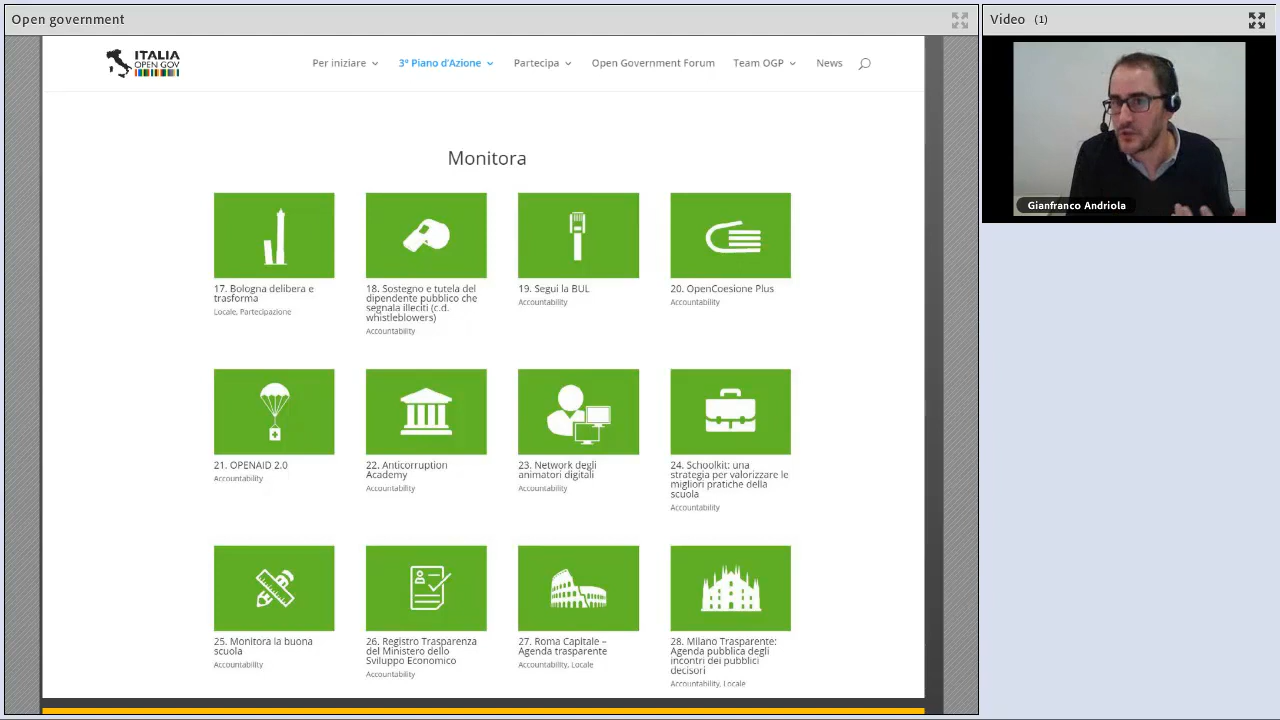 Open government
Video (1)
ITALIA
OPEN GOV
Per iniziare
3° Piano d'Azione
Partecipa
Open Government Forum
Team OGP
News
Gianfranco Andriola
Monitora
17. Bologna delibera e
trasforma
Locale, Partecipazione
18. Sostegno e tutela del
dipendente pubblico che
segnala illeciti (c.d.
whistleblowers)
Accountability
19. Segui la BUL
Accountability
20. OpenCoesione Plus
Accountability
21. OPENAID 2.0
Accountability
22. Anticorruption
Academy
Accountability
23. Network degli
animatori digitali
Accountability
24. Schoolkit: una
strategia per valorizzare le
migliori pratiche della
scuola
Accountability
25. Monitora la buona
scuola
Accountability
26. Registro Trasparenza
del Ministero dello
Sviluppo Economico
Accountability
27. Roma Capitale –
Agenda trasparente
Accountability, Locale
28. Milano Trasparente:
Agenda pubblica degli
incontri dei pubblici
decisori
Accountability, Locale